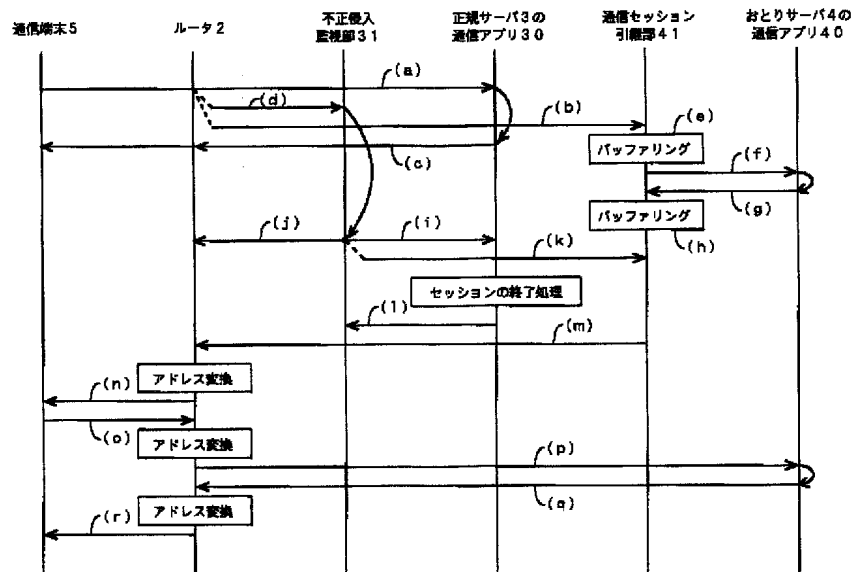 通信端末5
ルータ2
不正侵入
監視部31
正規サーバ3の
通信アプリ30
通信セッション
引継部41
おとりサーバ4の
通信アプリ40
(a)
(d)
(b)
(e)
バッファリング
(c)
(f)
(g)
バッファリング
(h)
(j)
(i)
(k)
セッションの終了処理
(l)
(m)
アドレス変換
(n)
(o)
アドレス変換
(p)
(q)
アドレス変換
(r)